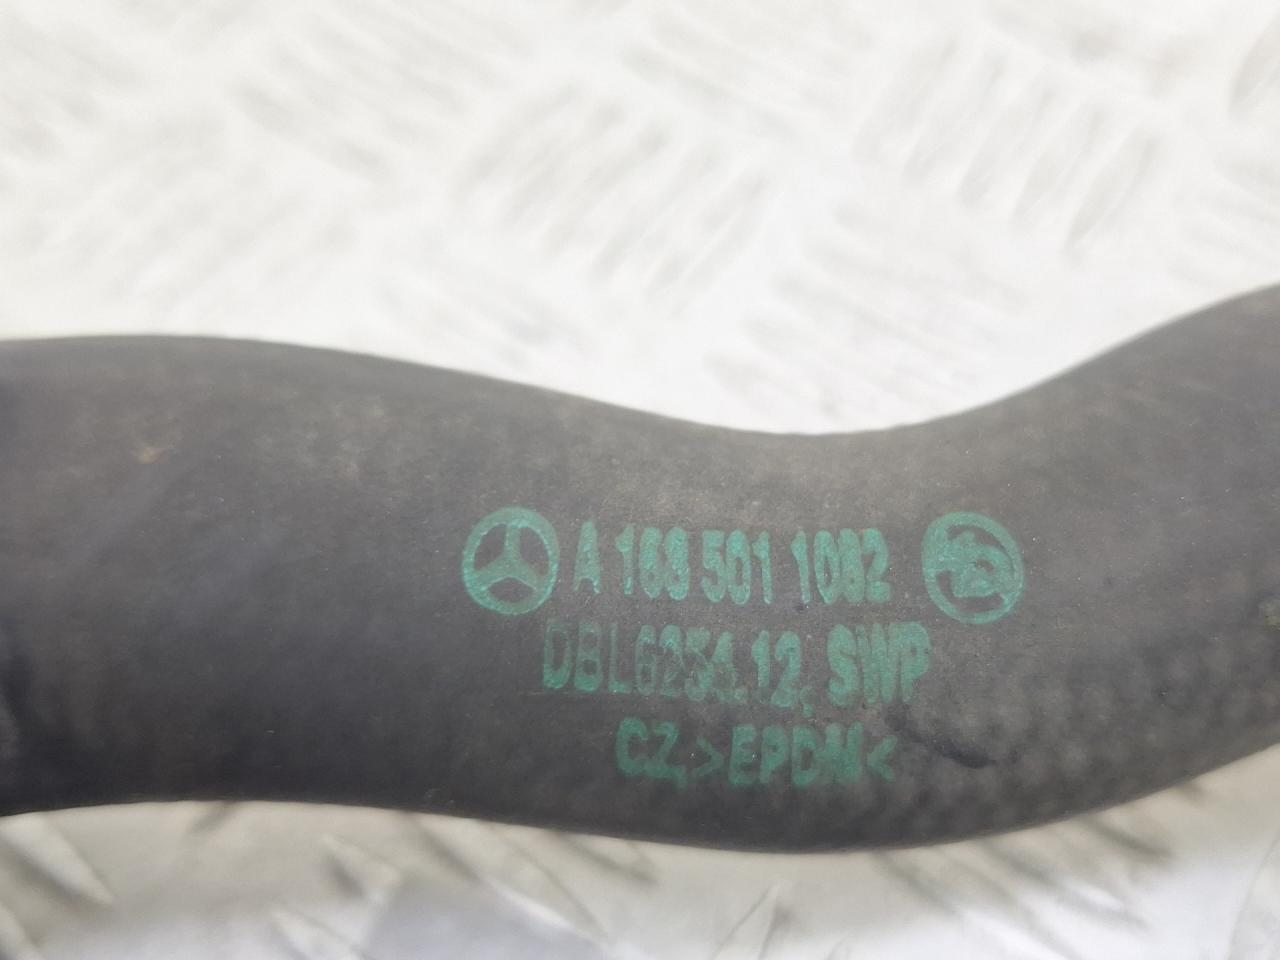 A 168 501 1082
DBL6254.12, SWP
CZ, >EPDM<